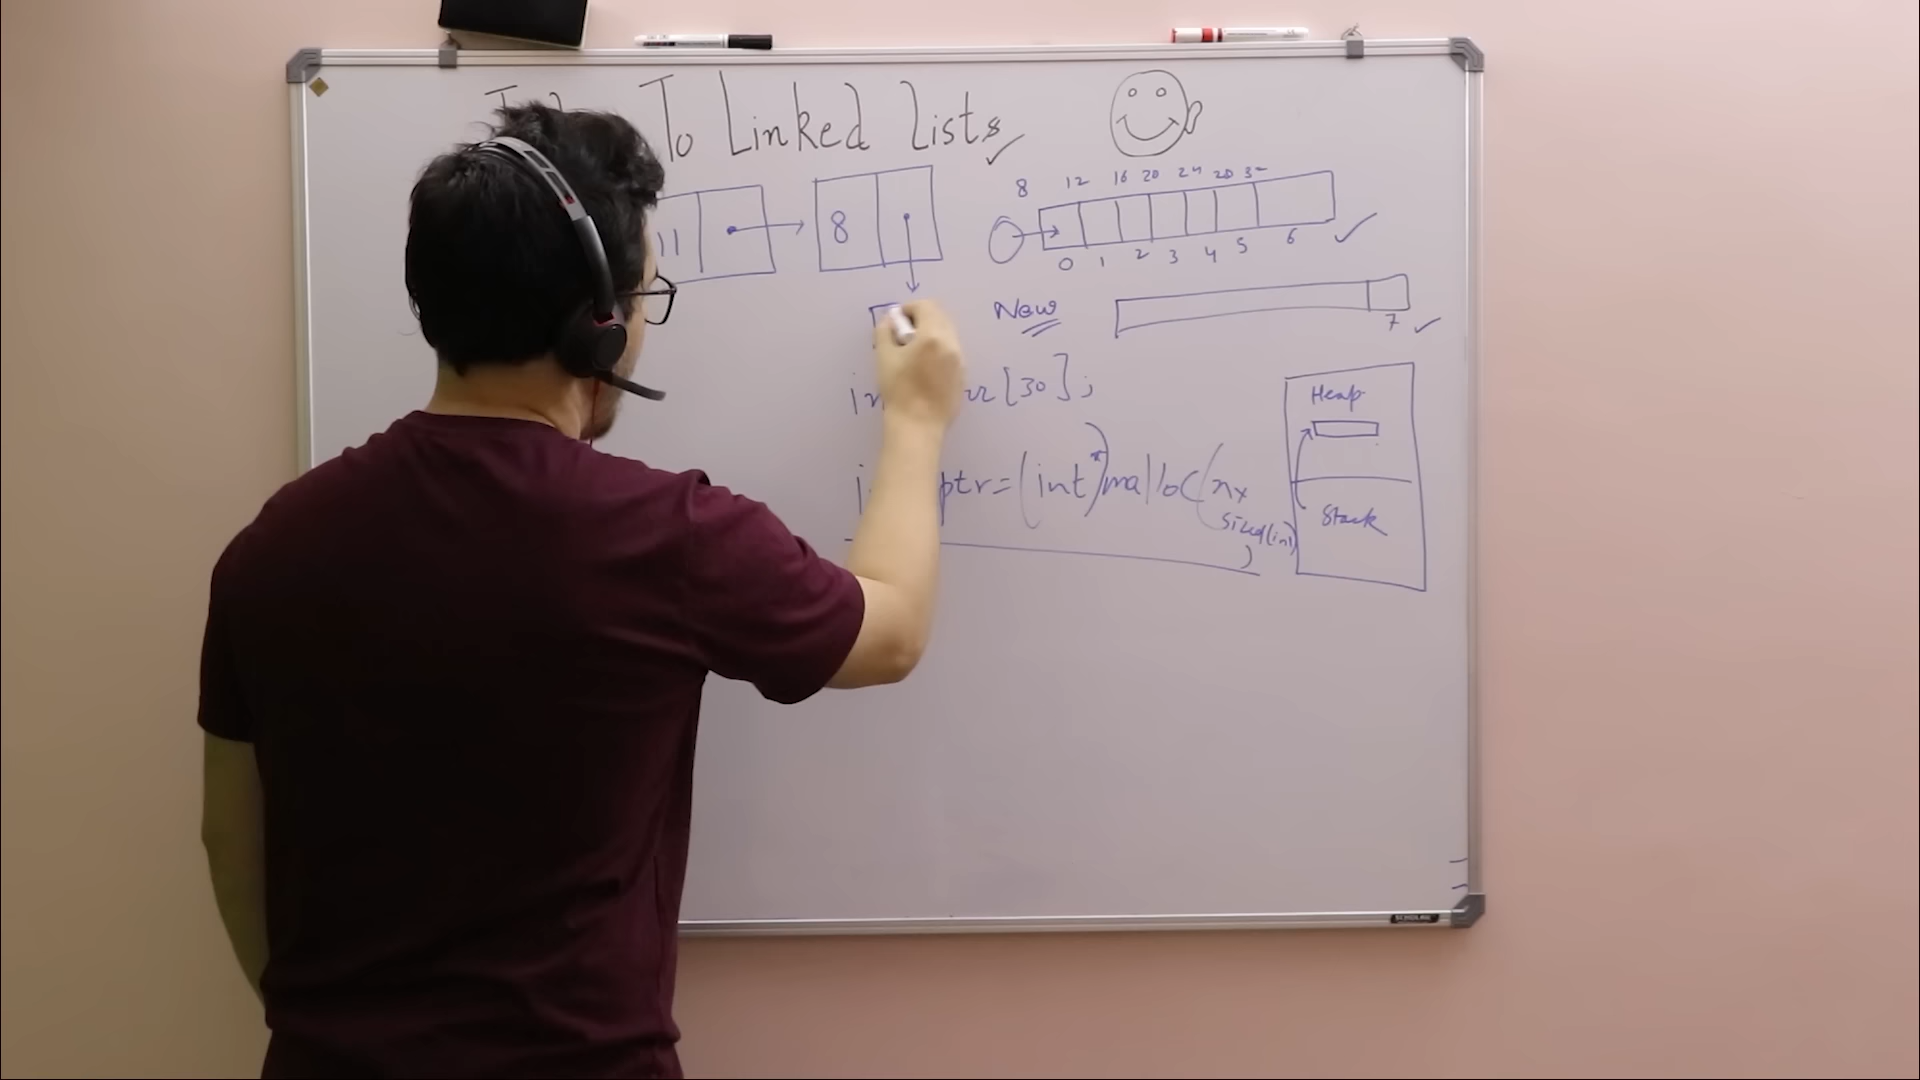 To Linked Lists
11 8
8 12 16 20 24 28 32
0 1 2 3 4 5 6
New
7
[30];
ptr=(int*)malloc(nx
sizeof(int)
)
Heap
Stack